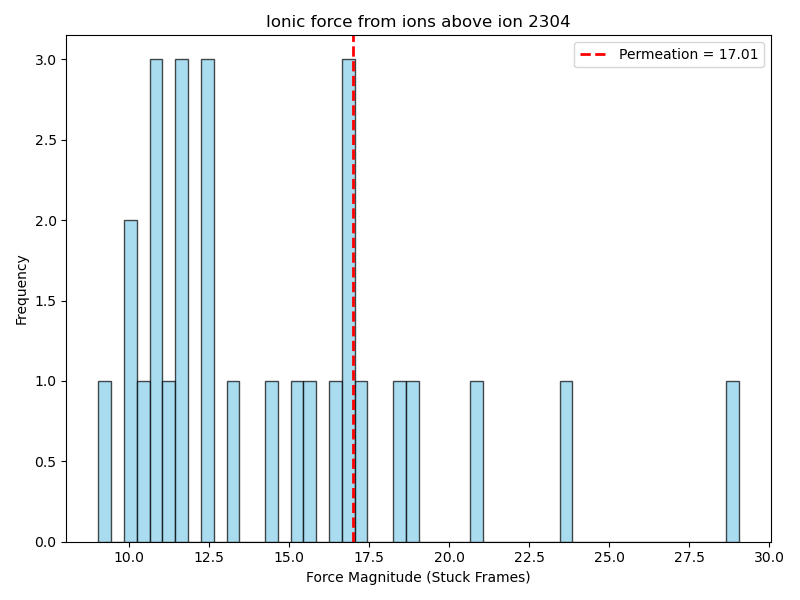 Ionic force from ions above ion 2304
Permeation = 17.01
3.0
2.5
2.0
1.5
1.0
0.5
0.0
Frequency
10.0 12.5 15.0 17.5 20.0 22.5 25.0 27.5 30.0
Force Magnitude (Stuck Frames)